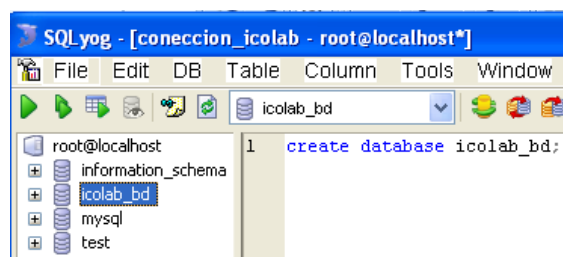 SQLyog - [coneccion_icolab - root@localhost*]
File Edit DB Table Column Tools Window
icolab_bd
root@localhost
information_schema
icolab_bd
mysql
test
1 create database icolab_bd;